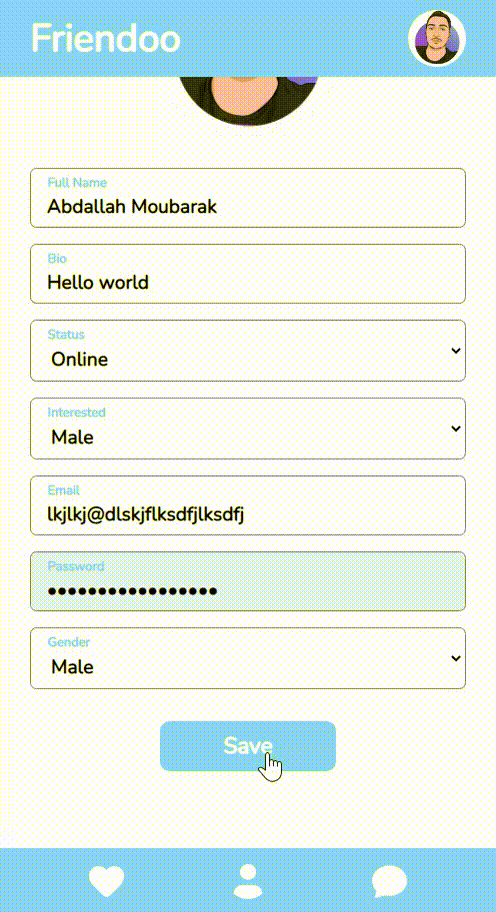 Friendoo
Full Name
Abdallah Moubarak
Bio
Hello world
Status
Online
Interested
Male
Email
lkjlkj@dlskjflksdfjlksdfj
Password
•••••••••••••••••
Gender
Male
Save